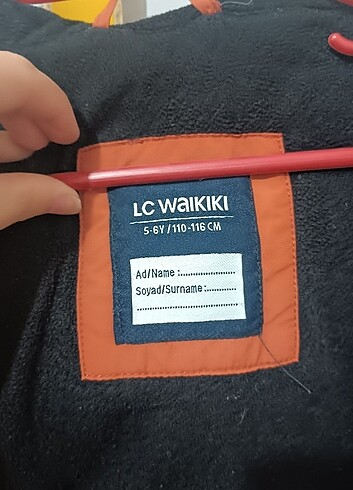 LC WAIKIKI
5-6Y / 110-116 CM
Ad/Name :......................
Soyad/Surname :............
......................................